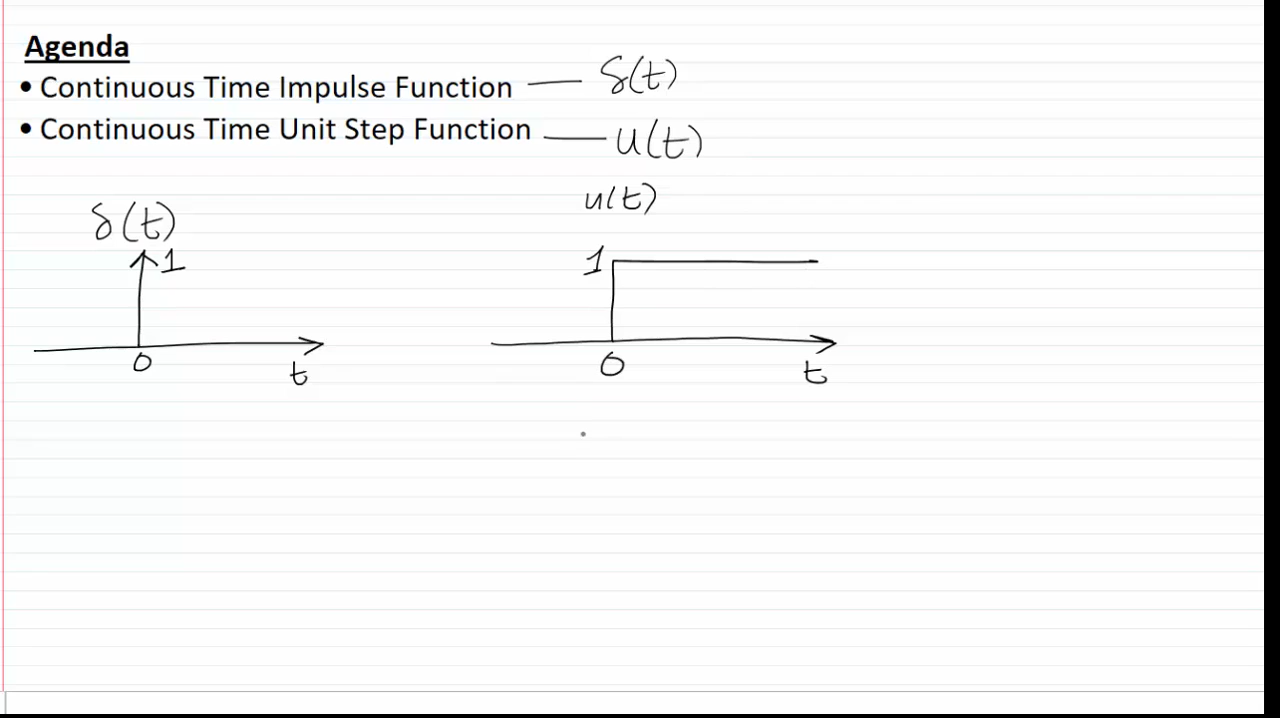 Agenda
• Continuous Time Impulse Function — δ(t)
• Continuous Time Unit Step Function — u(t)
δ(t)
1
0
t
u(t)
1
0
t